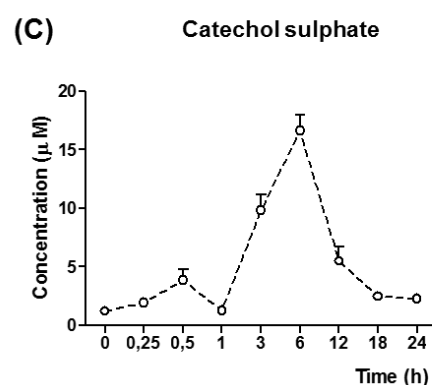 (C) Catechol sulphate
Concentration (μ M)
20
15
10
5
0
0 0,25 0,5 1 3 6 12 18 24
Time (h)